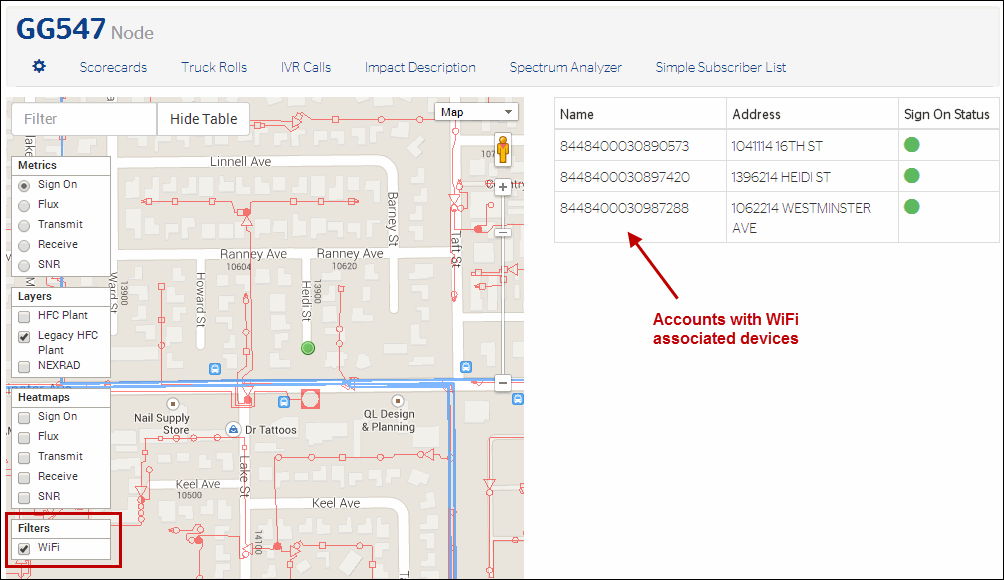 GG547 Node
Scorecards Truck Rolls IVR Calls Impact Description Spectrum Analyzer Simple Subscriber List
Filter Hide Table
Map
Metrics
Sign On
Flux
Transmit
Receive
SNR
Layers
HFC Plant
Legacy HFC
Plant
NEXRAD
Heatmaps
Sign On
Flux
Transmit
Receive
SNR
Filters
WiFi
Linnell Ave
Barney St
Taft St
Ranney Ave
10604
Ranney Ave
10620
Ward St
13900
Howard St
Heidi St
13900
Nail Supply
Store
Dr Tattoos
QL Design
& Planning
Lake St
Keel Ave
10500
Keel Ave
14100
Name Address Sign On Status
8448400030890573 1041114 16TH ST
8448400030897420 1396214 HEIDI ST
8448400030987288 1062214 WESTMINSTER
AVE
Accounts with WiFi
associated devices